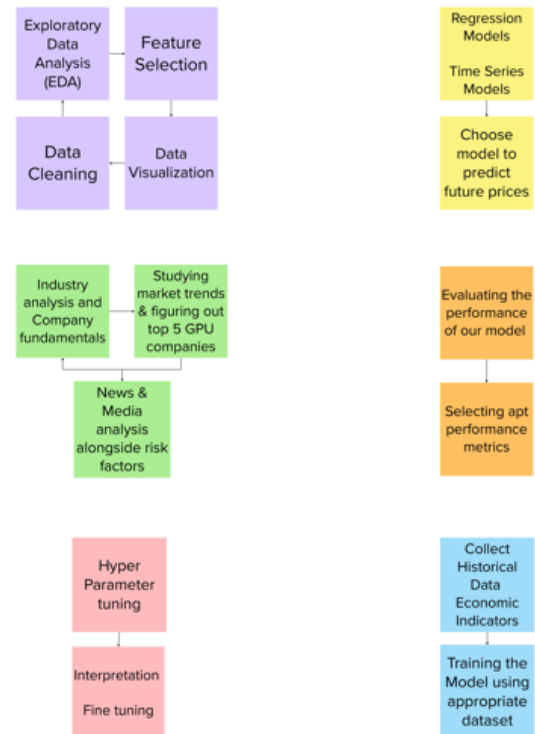 Exploratory
Data
Analysis
(EDA)
Feature
Selection
Data
Cleaning
Data
Visualization
Regression
Models
Time Series
Models
Choose
model to
predict
future prices
Industry
analysis and
Company
fundamentals
Studying
market trends
& figuring out
top 5 GPU
companies
News &
Media
analysis
alongside risk
factors
Evaluating the
performance
of our model
Selecting apt
performance
metrics
Hyper
Parameter
tuning
Interpretation
Fine tuning
Collect
Historical
Data
Economic
Indicators
Training the
Model using
appropriate
dataset